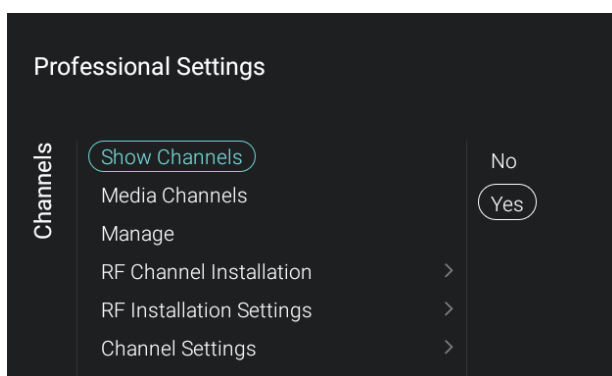 Professional Settings
Channels
Show Channels
No
Media Channels
Yes
Manage
RF Channel Installation
RF Installation Settings
Channel Settings